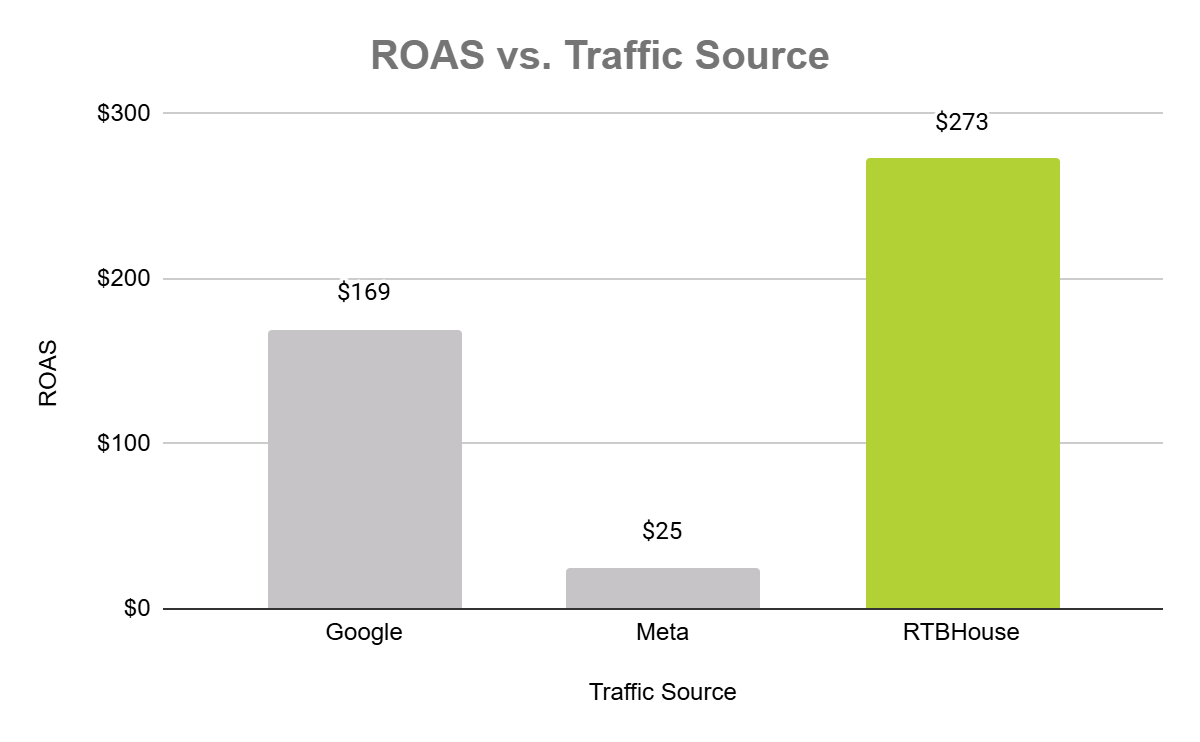 ROAS vs. Traffic Source
$300
$273
$200
$169
$100
$25
$0
ROAS
Google
Meta
RTBHouse
Traffic Source